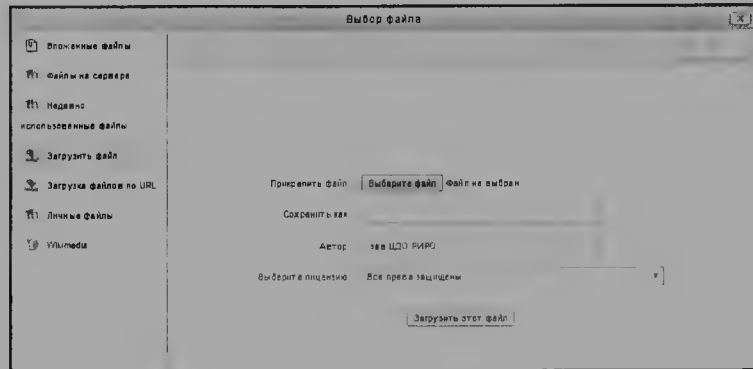 Выбор файла
Вложенные файлы
Файлы на сервере
Недавно
использованные файлы
Загрузить файл
Загрузка файлов по URL
Личные файлы
Wikimedia
Прикрепить файл Выберите файл Файл не выбран
Сохранить как
Автор зав ЦДО РИРО
Выберите лицензию Все права защищены
Загрузить этот файл